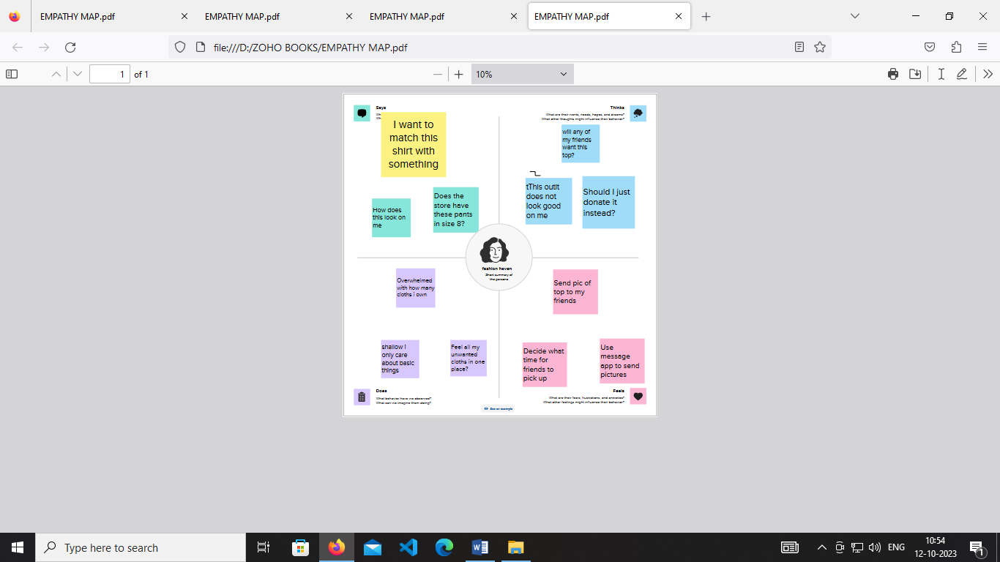 EMPATHY MAP.pdf
EMPATHY MAP.pdf
EMPATHY MAP.pdf
EMPATHY MAP.pdf
file:///D:/ZOHO BOOKS/EMPATHY MAP.pdf
1 of 1
10%
Says
I want to
match this
shirt with
something
How does
this look on
me
Does the
store have
these pants
in size 8?
Thinks
What are their wants, needs, hopes, and dreams?
What other thoughts might influence their behavior?
will any of
my friends
want this
top?
tThis outit
does not
look good
on me
Should I just
donate it
instead?
fashion haven
Short summary of
the persona
Overwhelmed
with how many
cloths i own
shallow I
only care
about basic
things
Feel all my
unwanted
cloths in one
place?
Does
What behavior have we observed?
What can we imagine them doing?
Send pic of
top to my
friends
Decide what
time for
friends to
pick up
Use
message
app to send
pictures
Feels
What are their fears, frustrations, and anxieties?
What other feelings might influence their behavior?
See an example
Type here to search
ENG
10:54
12-10-2023
1